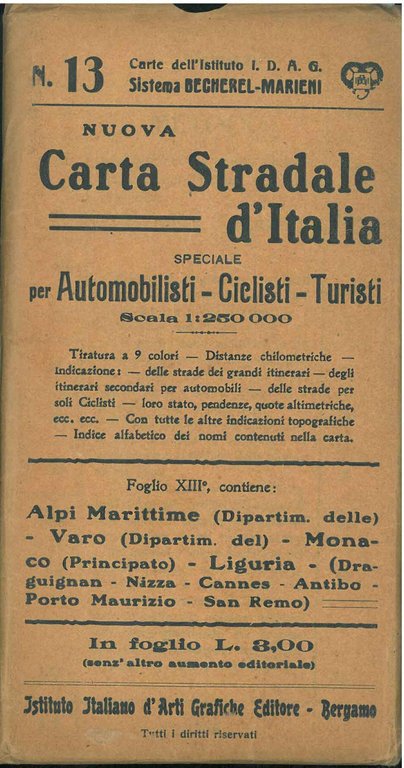 N. 13
Carte dell'Istituto I. D. A. G.
Sistema BECHEREL-MARIENI
NUOVA
Carta Stradale
d'Italia
SPECIALE
per Automobilisti - Ciclisti - Turisti
Scala 1:250 000
Tiratura a 9 colori — Distanze chilometriche —
Indicazione: — delle strade dei grandi itinerari — degli
itinerari secondari per automobili — delle strade per
soli Ciclisti — loro stato, pendenze, quote altimetriche,
ecc. ecc. — Con tutte le altre indicazioni topografiche
— Indice alfabetico dei nomi contenuti nella carta.
Foglio XIII°, contiene:
Alpi Marittime (Dipartim. delle)
- Varo (Dipartim. del) - Mona-
co (Principato) - Liguria - (Dra-
guignan - Nizza - Cannes - Antibo -
Porto Maurizio - San Remo)
In foglio L. 3,00
(senz'altro aumento editoriale)
Istituto Italiano d'Arti Grafiche Editore - Bergamo
Tutti i diritti riservati